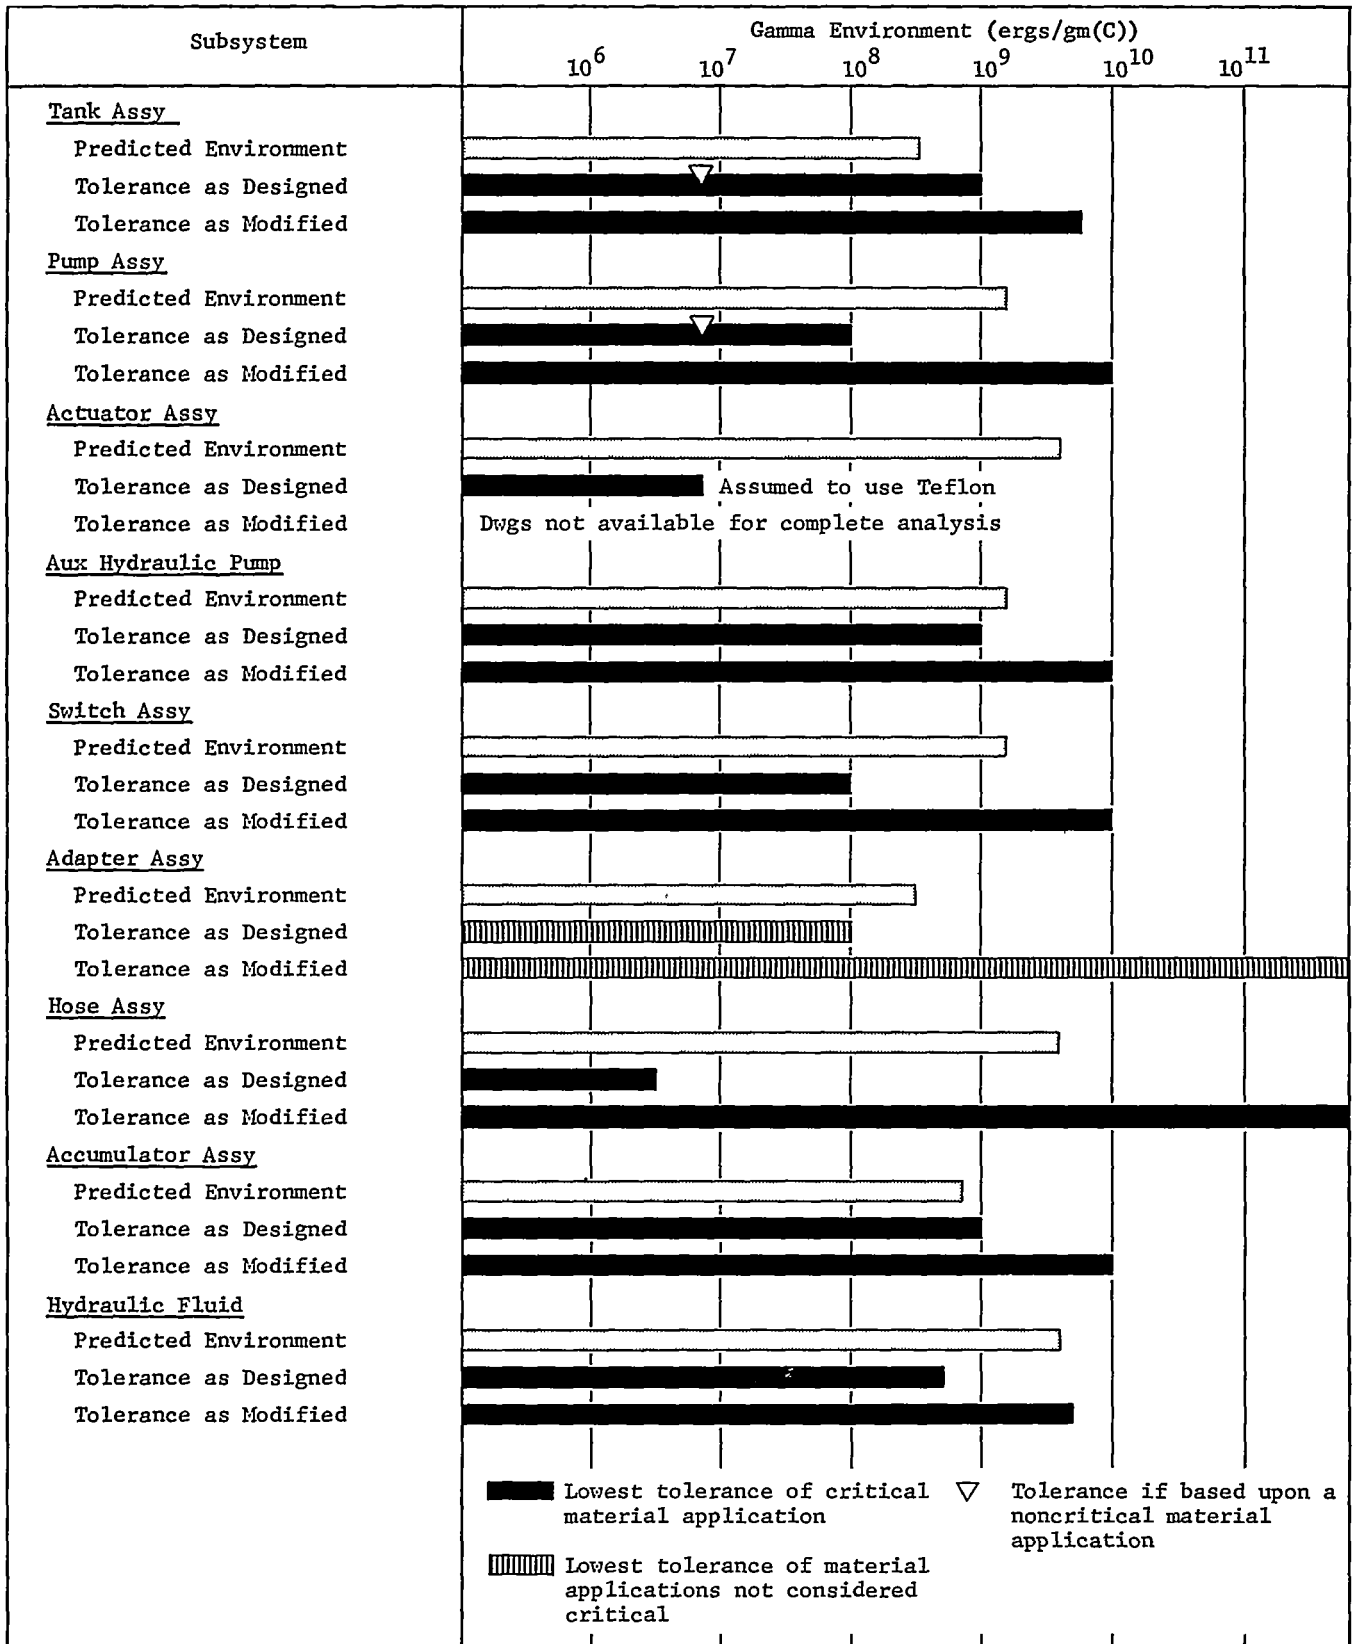 Subsystem
Gamma Environment (ergs/gm(C))
10^6 10^7 10^8 10^9 10^10 10^11
Tank Assy
Predicted Environment
Tolerance as Designed
Tolerance as Modified
Pump Assy
Predicted Environment
Tolerance as Designed
Tolerance as Modified
Actuator Assy
Predicted Environment
Tolerance as Designed Assumed to use Teflon
Tolerance as Modified Dwgs not available for complete analysis
Aux Hydraulic Pump
Predicted Environment
Tolerance as Designed
Tolerance as Modified
Switch Assy
Predicted Environment
Tolerance as Designed
Tolerance as Modified
Adapter Assy
Predicted Environment
Tolerance as Designed
Tolerance as Modified
Hose Assy
Predicted Environment
Tolerance as Designed
Tolerance as Modified
Accumulator Assy
Predicted Environment
Tolerance as Designed
Tolerance as Modified
Hydraulic Fluid
Predicted Environment
Tolerance as Designed
Tolerance as Modified
Lowest tolerance of critical
material application
Tolerance if based upon a
noncritical material
application
Lowest tolerance of material
applications not considered
critical